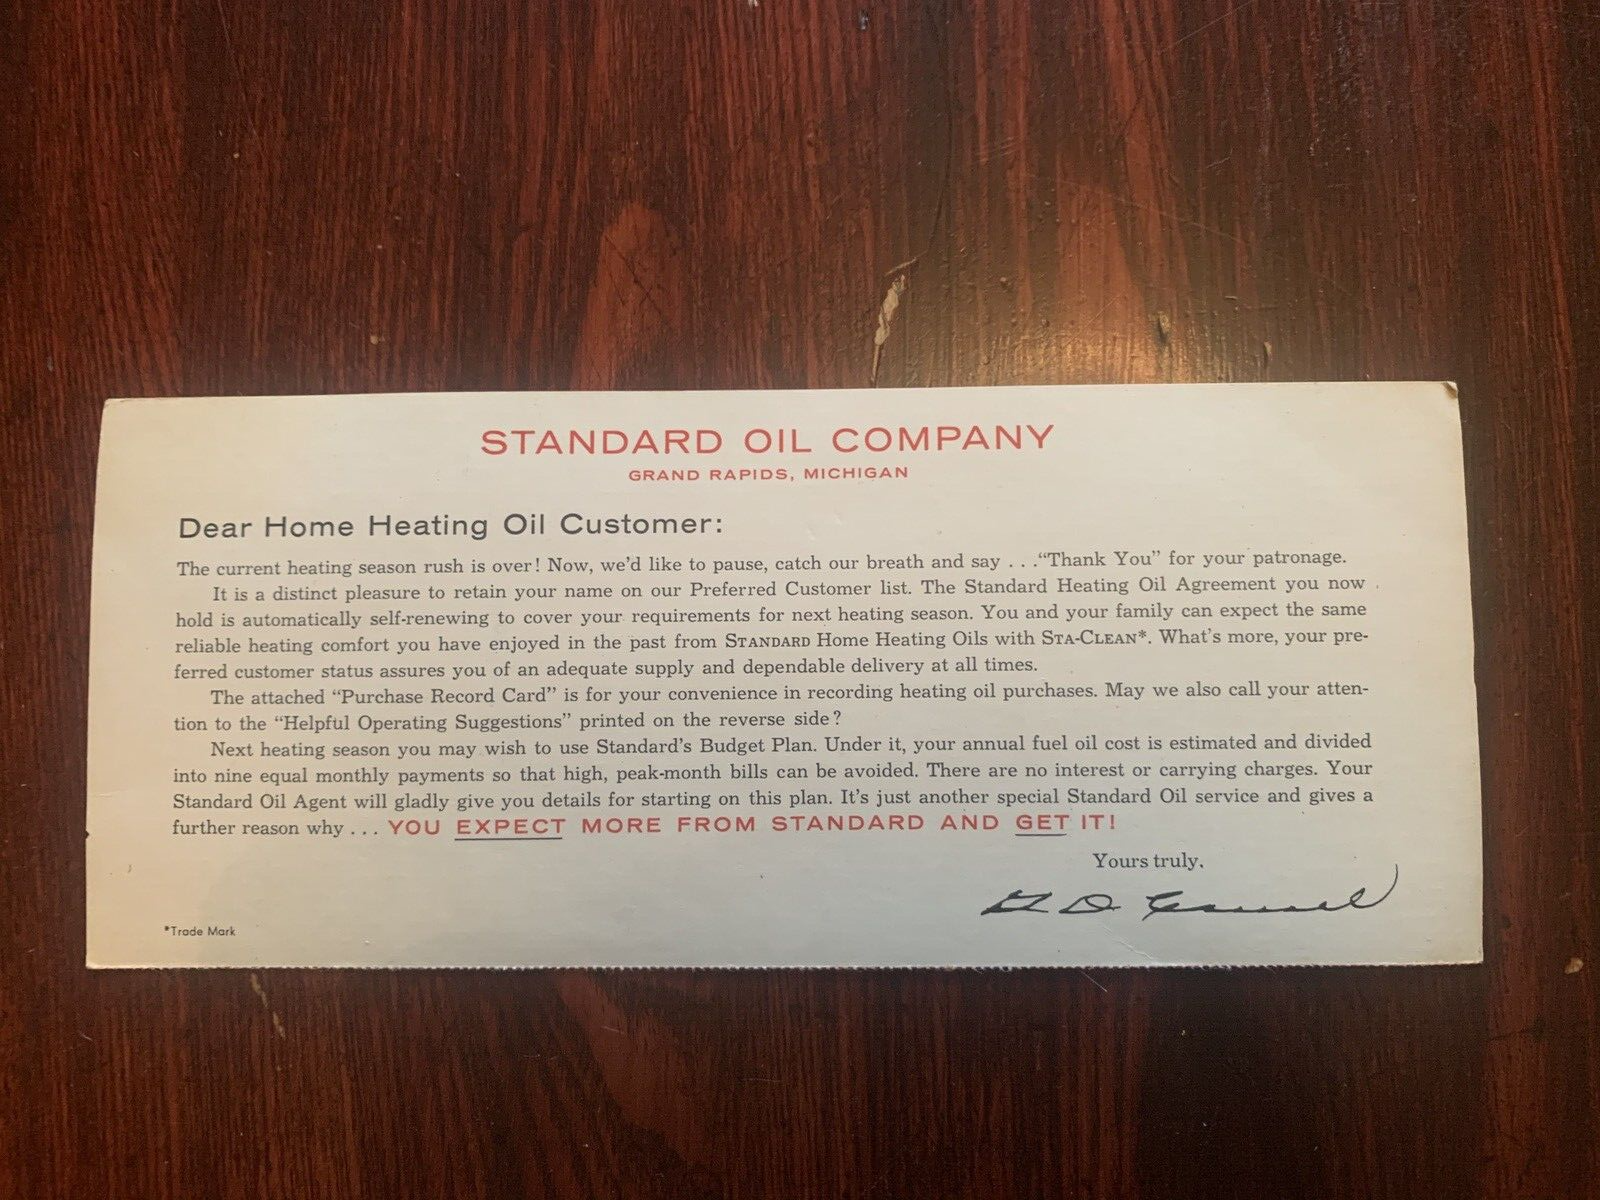 STANDARD OIL COMPANY
GRAND RAPIDS, MICHIGAN
Dear Home Heating Oil Customer:
The current heating season rush is over! Now, we'd like to pause, catch our breath and say . . . “Thank You” for your patronage.
It is a distinct pleasure to retain your name on our Preferred Customer list. The Standard Heating Oil Agreement you now
hold is automatically self-renewing to cover your requirements for next heating season. You and your family can expect the same
reliable heating comfort you have enjoyed in the past from STANDARD Home Heating Oils with STA-CLEAN*. What's more, your pre-
ferred customer status assures you of an adequate supply and dependable delivery at all times.
The attached “Purchase Record Card” is for your convenience in recording heating oil purchases. May we also call your atten-
tion to the “Helpful Operating Suggestions” printed on the reverse side?
Next heating season you may wish to use Standard's Budget Plan. Under it, your annual fuel oil cost is estimated and divided
into nine equal monthly payments so that high, peak-month bills can be avoided. There are no interest or carrying charges. Your
Standard Oil Agent will gladly give you details for starting on this plan. It's just another special Standard Oil service and gives a
further reason why . . . YOU EXPECT MORE FROM STANDARD AND GET IT!
Yours truly.
*Trade Mark